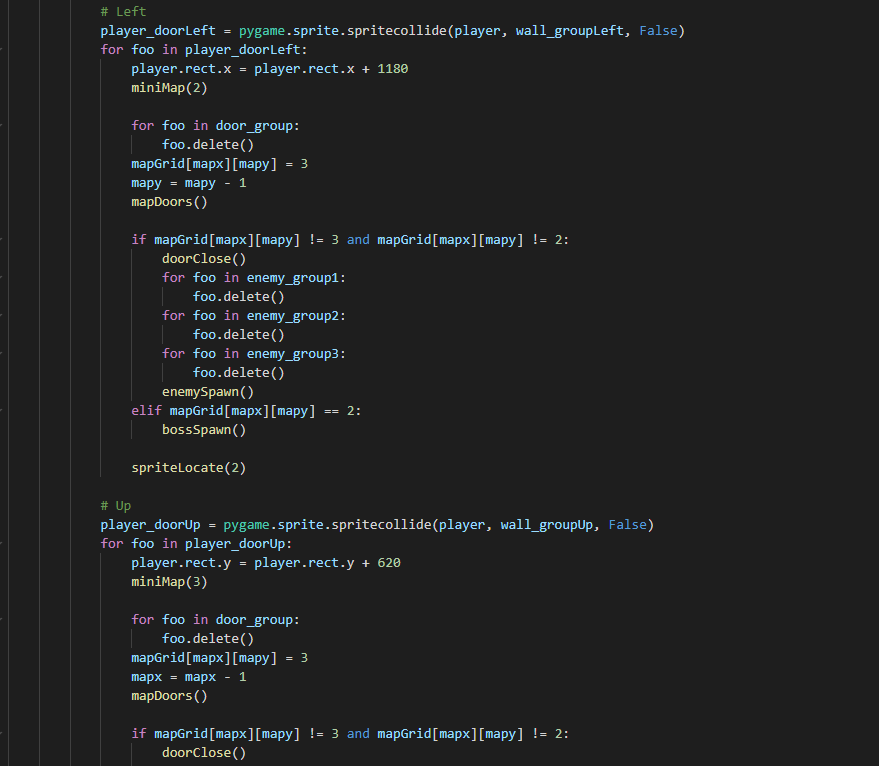 # Left
player_doorLeft = pygame.sprite.spritecollide(player, wall_groupLeft, False)
for foo in player_doorLeft:
player.rect.x = player.rect.x + 1180
miniMap(2)
for foo in door_group:
foo.delete()
mapGrid[mapx][mapy] = 3
mapy = mapy - 1
mapDoors()
if mapGrid[mapx][mapy] != 3 and mapGrid[mapx][mapy] != 2:
doorClose()
for foo in enemy_group1:
foo.delete()
for foo in enemy_group2:
foo.delete()
for foo in enemy_group3:
foo.delete()
enemySpawn()
elif mapGrid[mapx][mapy] == 2:
bossSpawn()
spriteLocate(2)
# Up
player_doorUp = pygame.sprite.spritecollide(player, wall_groupUp, False)
for foo in player_doorUp:
player.rect.y = player.rect.y + 620
miniMap(3)
for foo in door_group:
foo.delete()
mapGrid[mapx][mapy] = 3
mapx = mapx - 1
mapDoors()
if mapGrid[mapx][mapy] != 3 and mapGrid[mapx][mapy] != 2:
doorClose()